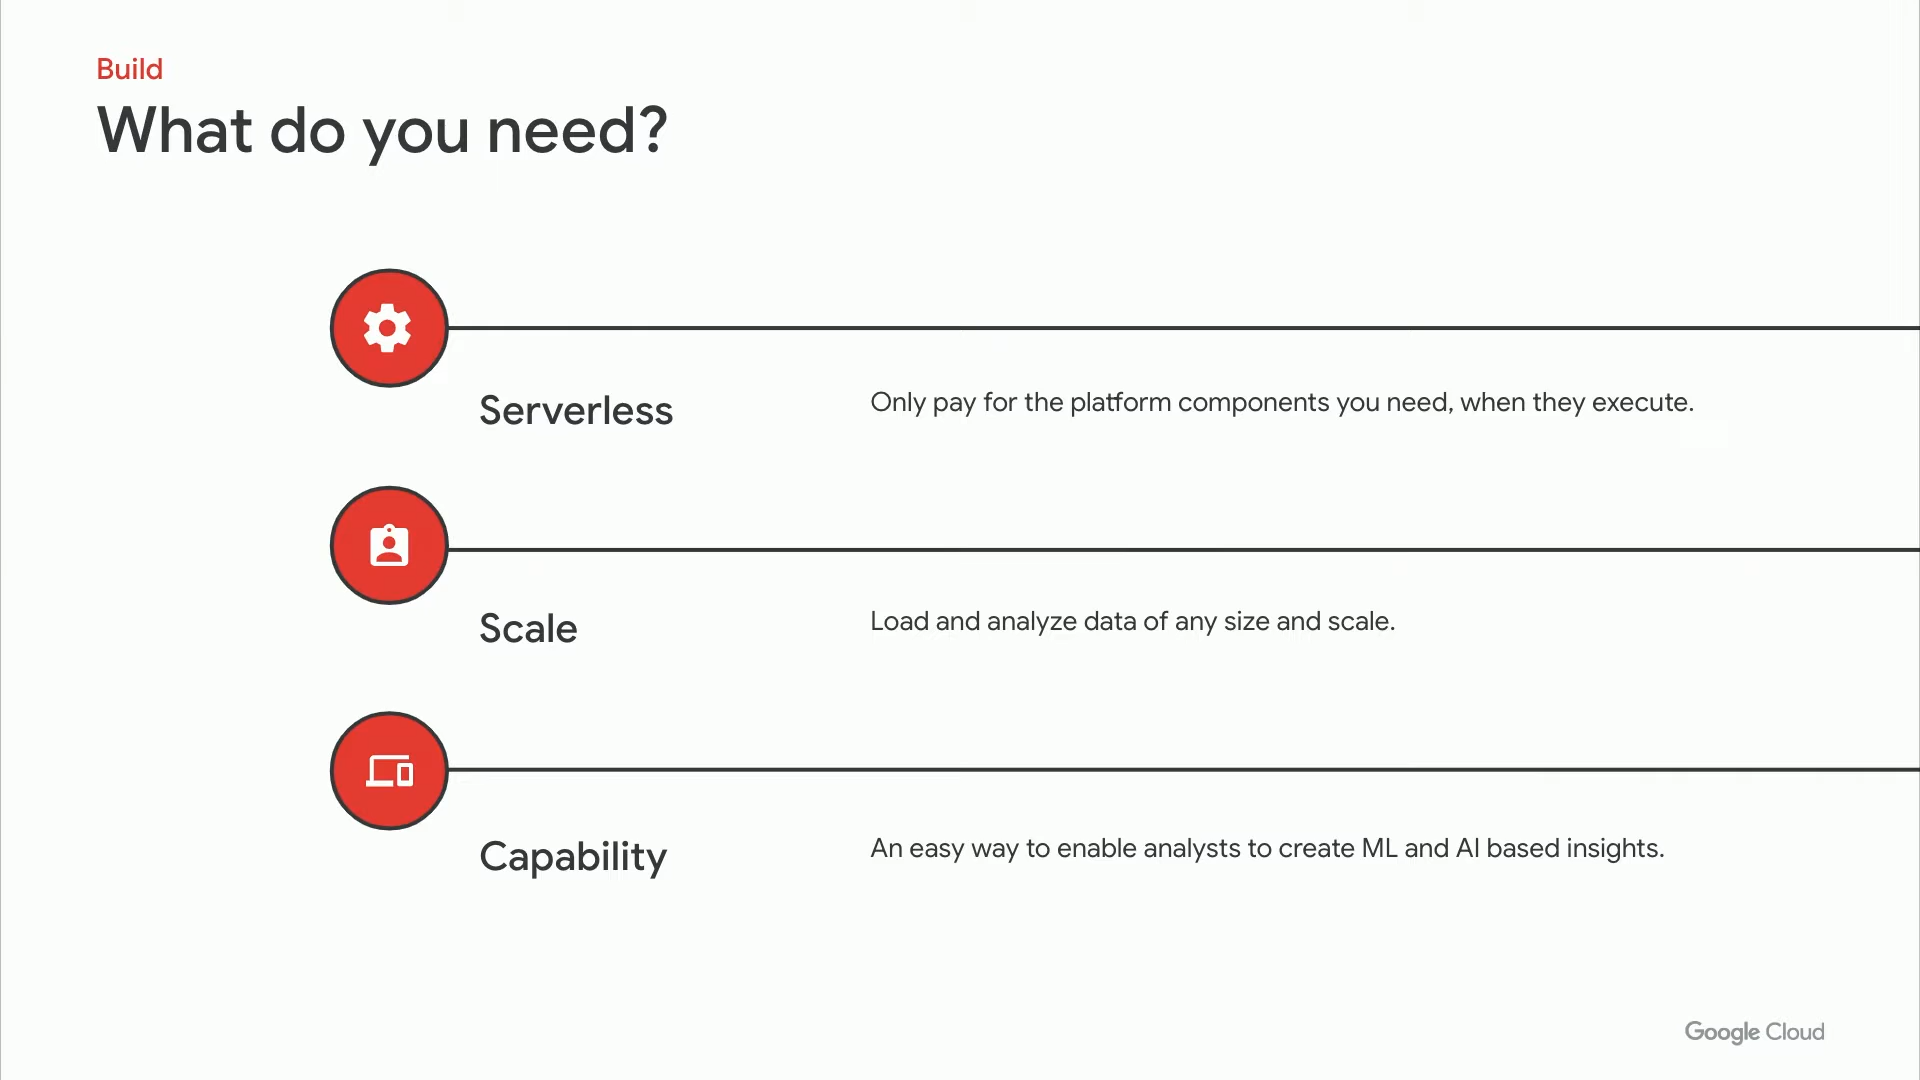 Build
What do you need?
Serverless
Only pay for the platform components you need, when they execute.
Scale
Load and analyze data of any size and scale.
Capability
An easy way to enable analysts to create ML and AI based insights.
Google Cloud